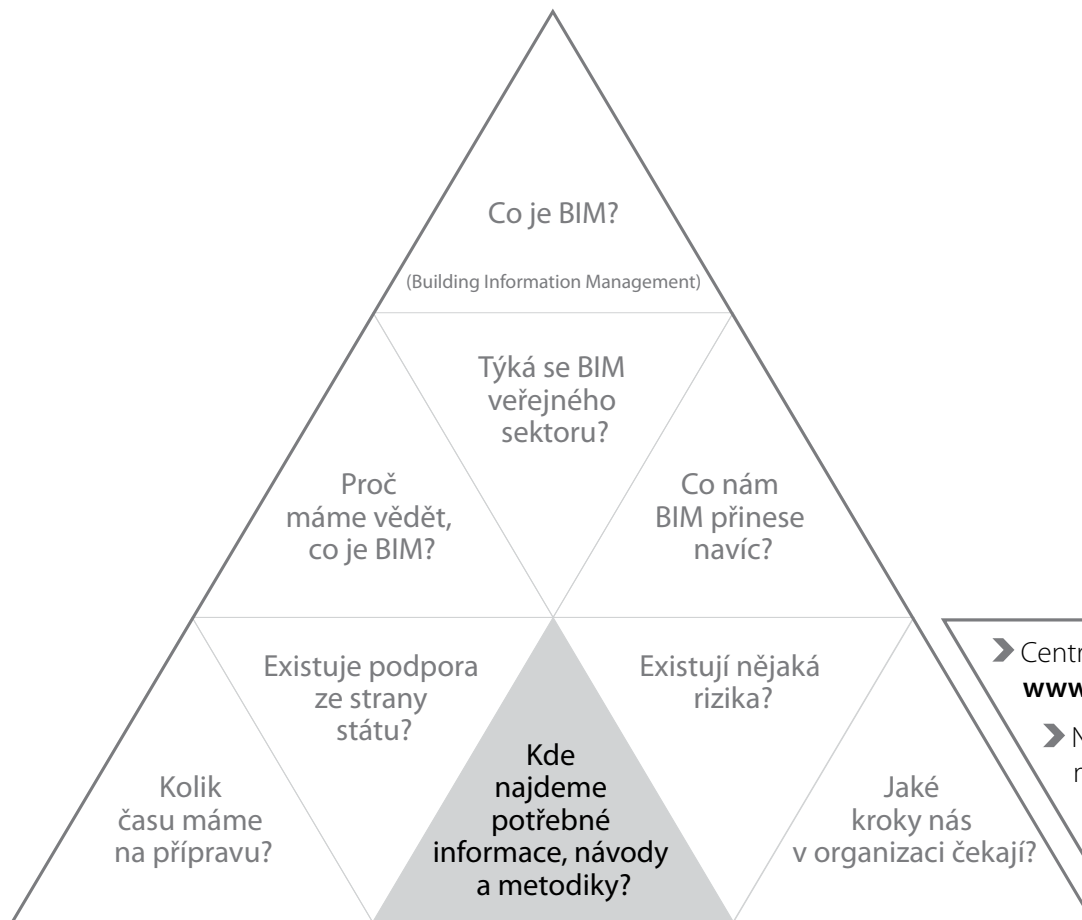 Co je BIM?
(Building Information Management)
Týká se BIM
veřejného
sektoru?
Proč
máme vědět,
co je BIM?
Co nám
BIM přinese
navíc?
Existuje podpora
ze strany
státu?
Existují nějaká
rizika?
Kolik
času máme
na přípravu?
Kde
najdeme
potřebné
informace, návody
a metodiky?
Jaké
kroky nás
v organizaci čekají?